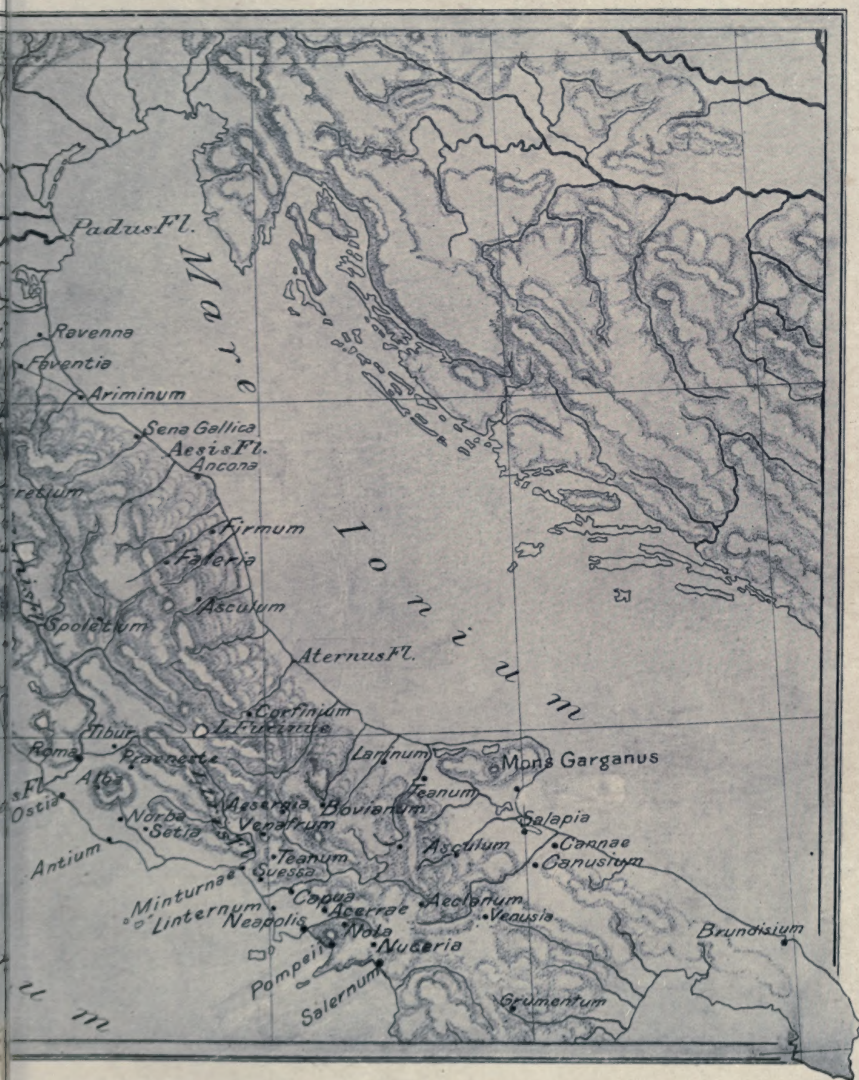 Padus Fl.
Mare
Ravenna
Faventia
Ariminum
Sena Gallica
Aesis Fl.
Ancona
Ionium
Firmum
Faleria
Asculum
Spoletium
Aternus Fl.
Corfinium
Tibur
Larinum
Mons Garganus
Roma
Praeneste
Alba
Teanum
Ostia
Aesernia
Bovianum
Norba
Venafrum
Salapia
Setia
Antium
Asculum
Cannae
Teanum
Canusium
Suessa
Minturnae
Capua
Aeclanum
Linternum
Acerrae
Venusia
Neapolis
Nola
Brundisium
Nuceria
Pompeii
Salernum
Grumentum
um